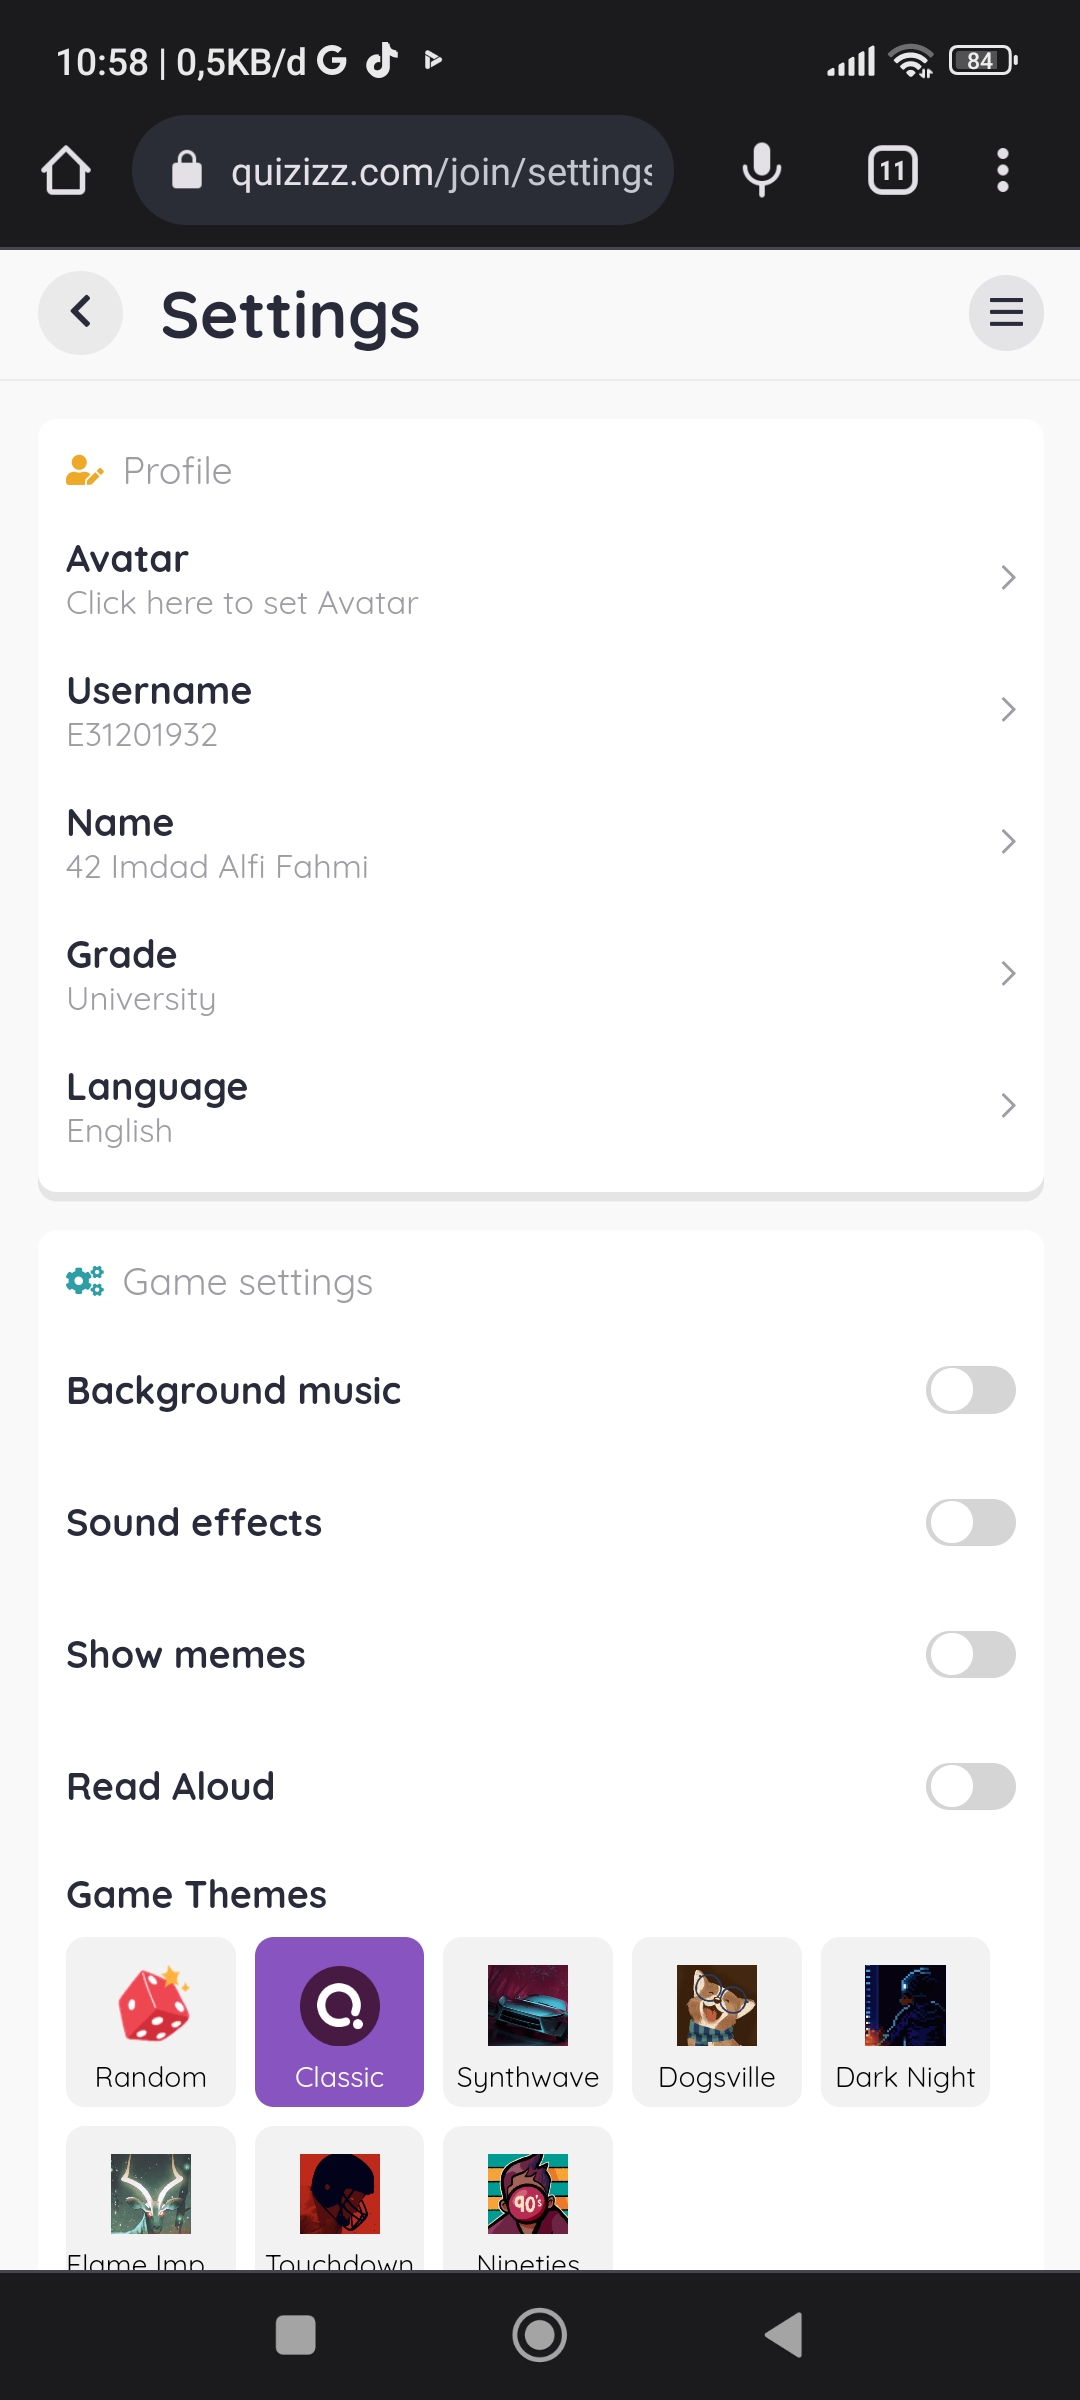 10:58 | 0,5KB/d
84
quizizz.com/join/settings
11
Settings
Profile
Avatar
Click here to set Avatar
Username
E31201932
Name
42 Imdad Alfi Fahmi
Grade
University
Language
English
Game settings
Background music
Sound effects
Show memes
Read Aloud
Game Themes
Random
Classic
Synthwave
Dogsville
Dark Night
90's
Flame Imp
Touchdown
Nineties